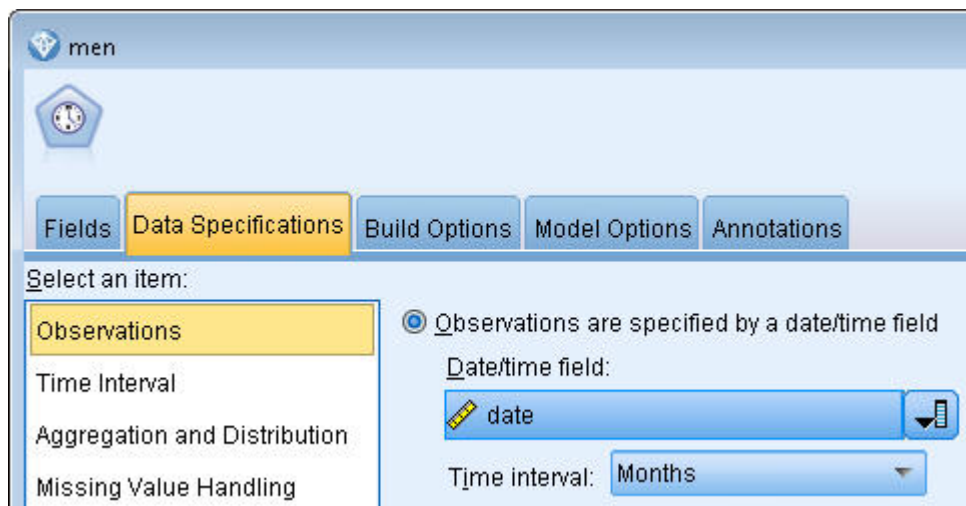 men
Fields Data Specifications Build Options Model Options Annotations
Select an item:
Observations
Time Interval
Aggregation and Distribution
Missing Value Handling
Observations are specified by a date/time field
Date/time field:
date
Time interval: Months